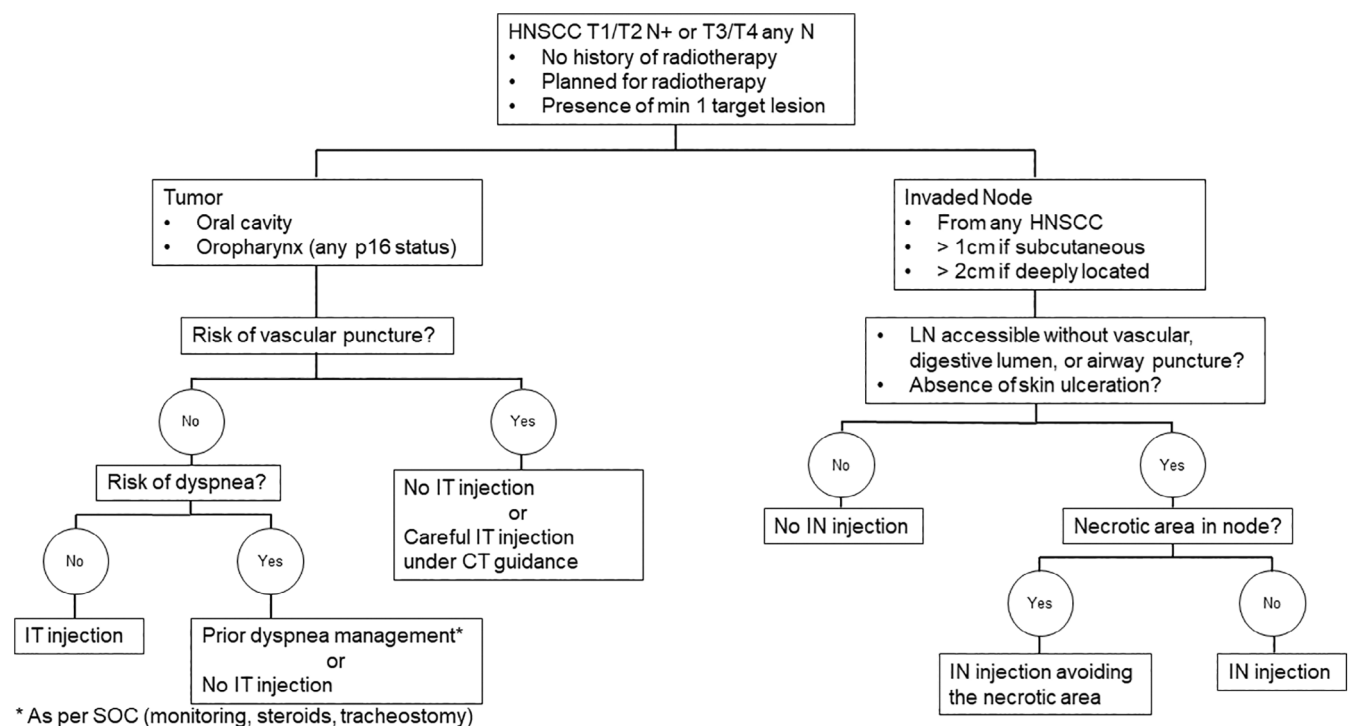 HNSCC T1/T2 N+ or T3/T4 any N
• No history of radiotherapy
• Planned for radiotherapy
• Presence of min 1 target lesion
Tumor
• Oral cavity
• Oropharynx (any p16 status)
Risk of vascular puncture?
No
Yes
Risk of dyspnea?
No IT injection
or
Careful IT injection
under CT guidance
No
Yes
IT injection
Prior dyspnea management*
or
No IT injection
* As per SOC (monitoring, steroids, tracheostomy)
Invaded Node
• From any HNSCC
• > 1cm if subcutaneous
• > 2cm if deeply located
• LN accessible without vascular,
digestive lumen, or airway puncture?
• Absence of skin ulceration?
No
Yes
No IN injection
Necrotic area in node?
Yes
No
IN injection avoiding
the necrotic area
IN injection